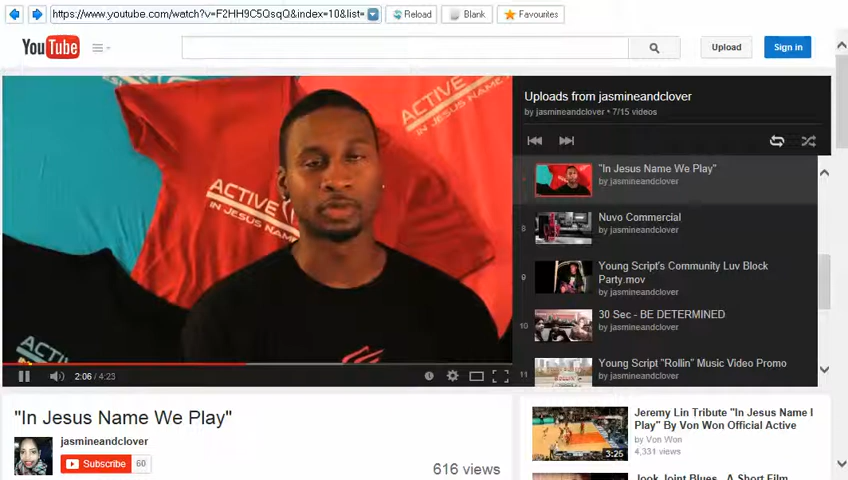 https://www.youtube.com/watch?v=F2HH9C5QsqQ&index=10&list=
Reload
Blank
Favourites
YouTube
Upload
Sign in
ACTIVE
IN JESUS NAME
ACTIVE
IN JESUS NAM
ACTIVE
Uploads from jasmineandclover
by jasmineandclover • 7/15 videos
"In Jesus Name We Play"
by jasmineandclover
8
Nuvo Commercial
by jasmineandclover
9
Young Script's Community Luv Block
Party.mov
by jasmineandclover
10
30 Sec - BE DETERMINED
by jasmineandclover
11
Young Script "Rollin" Music Video Promo
by jasmineandclover
2:06 / 4:23
"In Jesus Name We Play"
jasmineandclover
Subscribe 60
616 views
Jeremy Lin Tribute "In Jesus Name I
Play" By Von Won Official Active
by Von Won
4,331 views
3:25
Jook Joint Blues - A Short Film